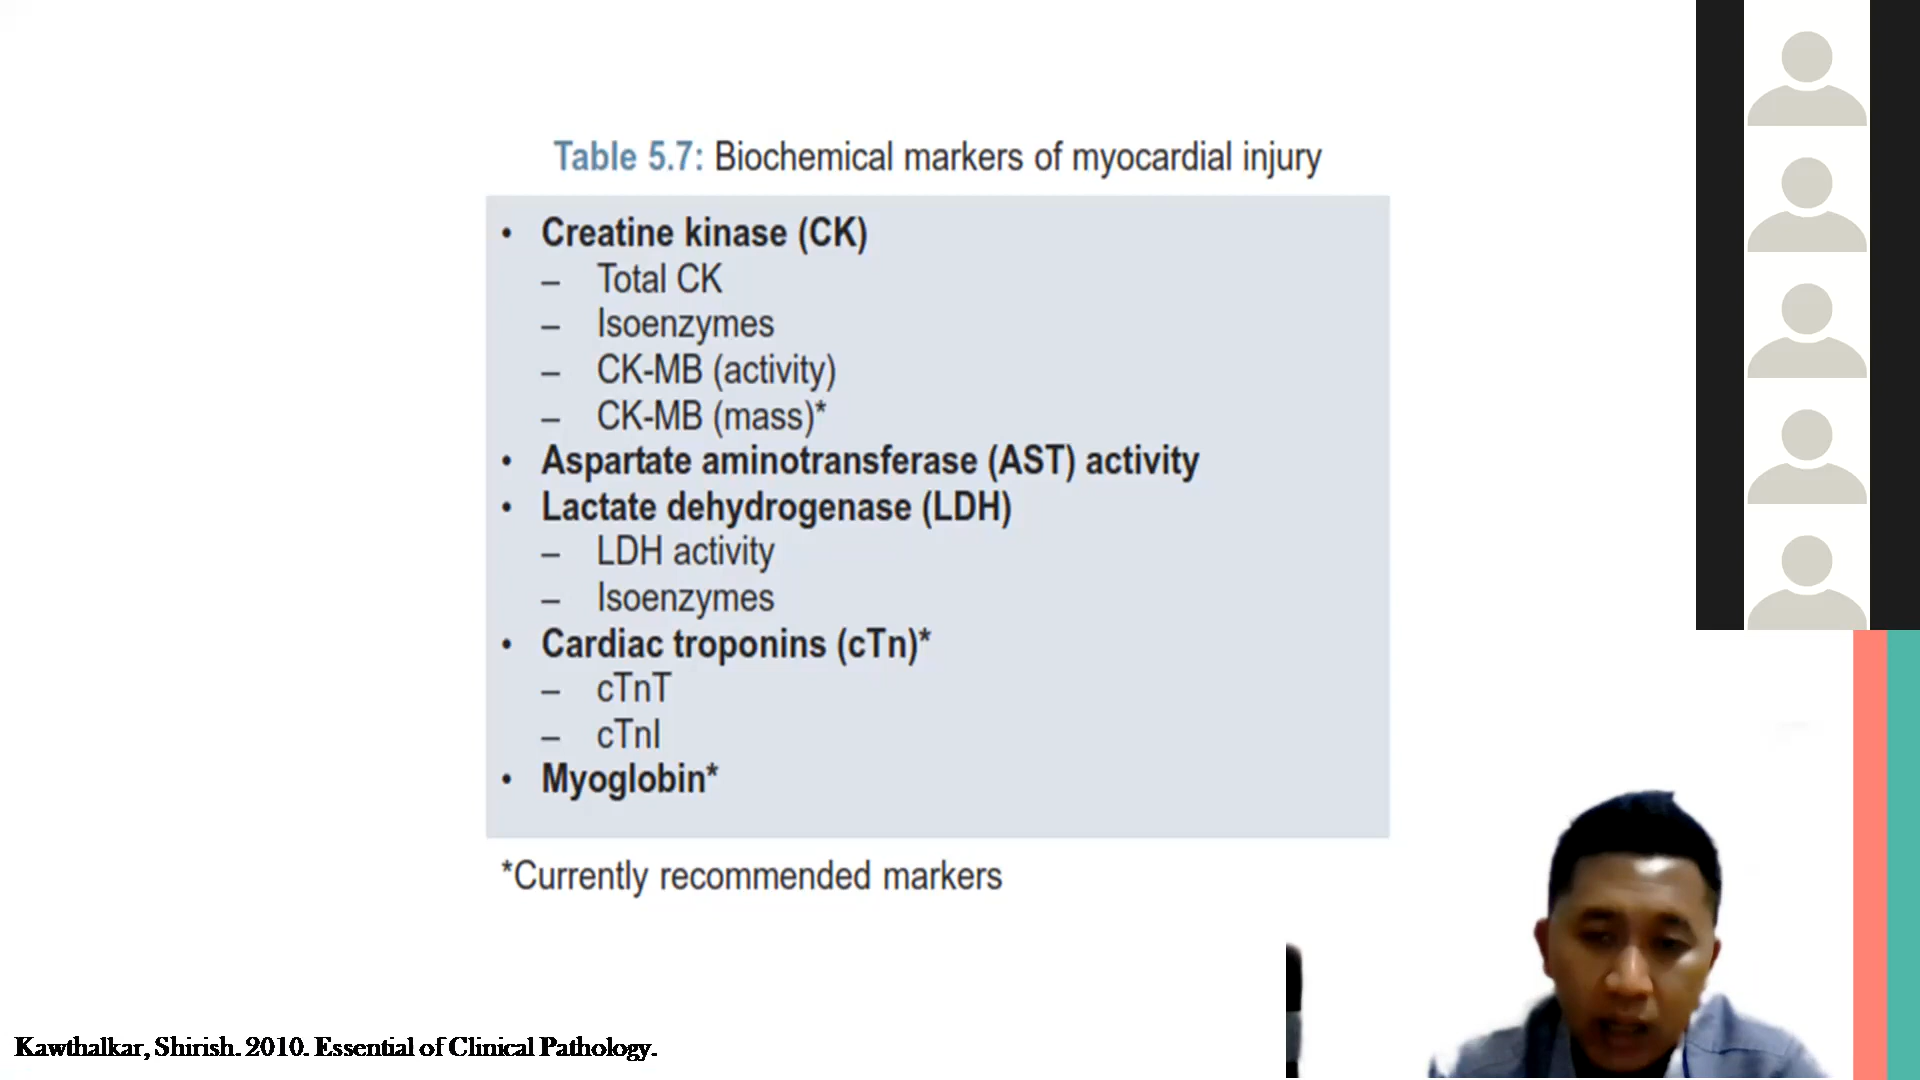 Table 5.7: Biochemical markers of myocardial injury
• Creatine kinase (CK)
– Total CK
– Isoenzymes
– CK-MB (activity)
– CK-MB (mass)*
• Aspartate aminotransferase (AST) activity
• Lactate dehydrogenase (LDH)
– LDH activity
– Isoenzymes
• Cardiac troponins (cTn)*
– cTnT
– cTnI
• Myoglobin*
*Currently recommended markers
Kawthalkar, Shirish. 2010. Essential of Clinical Pathology.